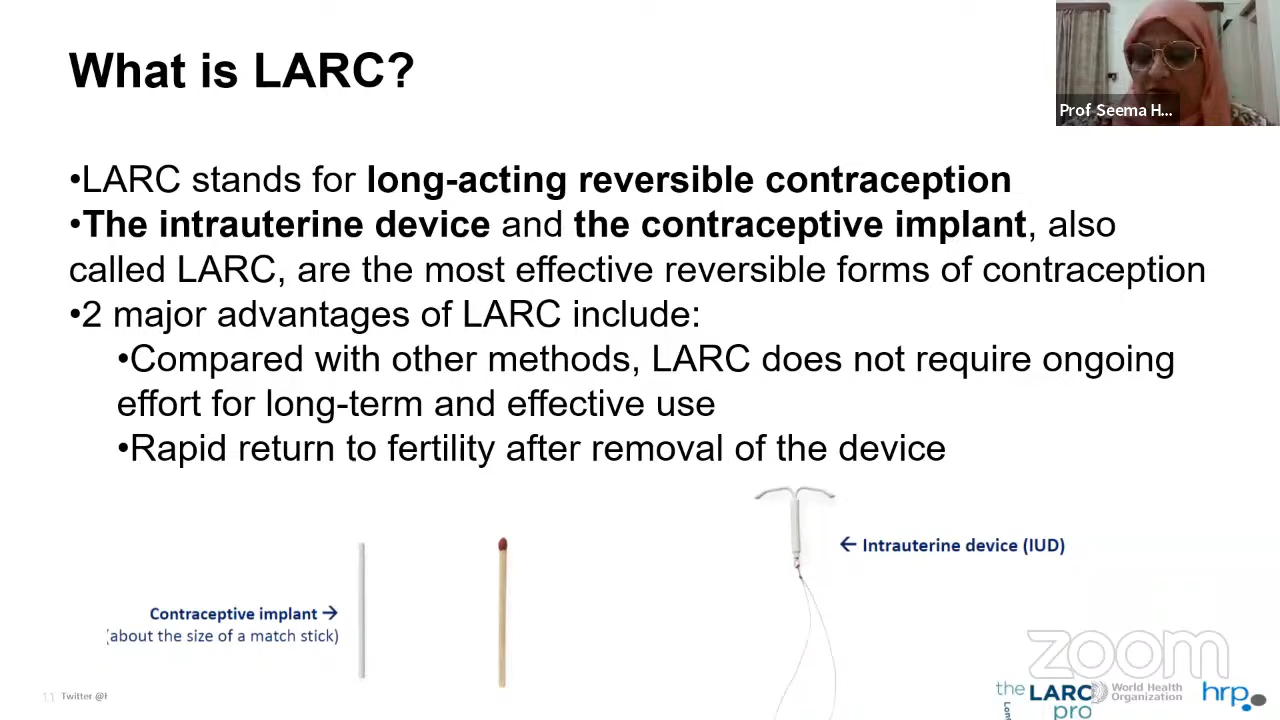 What is LARC?
Prof Seema H...
•LARC stands for long-acting reversible contraception
•The intrauterine device and the contraceptive implant, also
called LARC, are the most effective reversible forms of contraception
•2 major advantages of LARC include:
•Compared with other methods, LARC does not require ongoing
effort for long-term and effective use
•Rapid return to fertility after removal of the device
← Intrauterine device (IUD)
Contraceptive implant →
(about the size of a match stick)
zoom
11 Twitter @
the LARC
pro
World Health
Organization
hrp